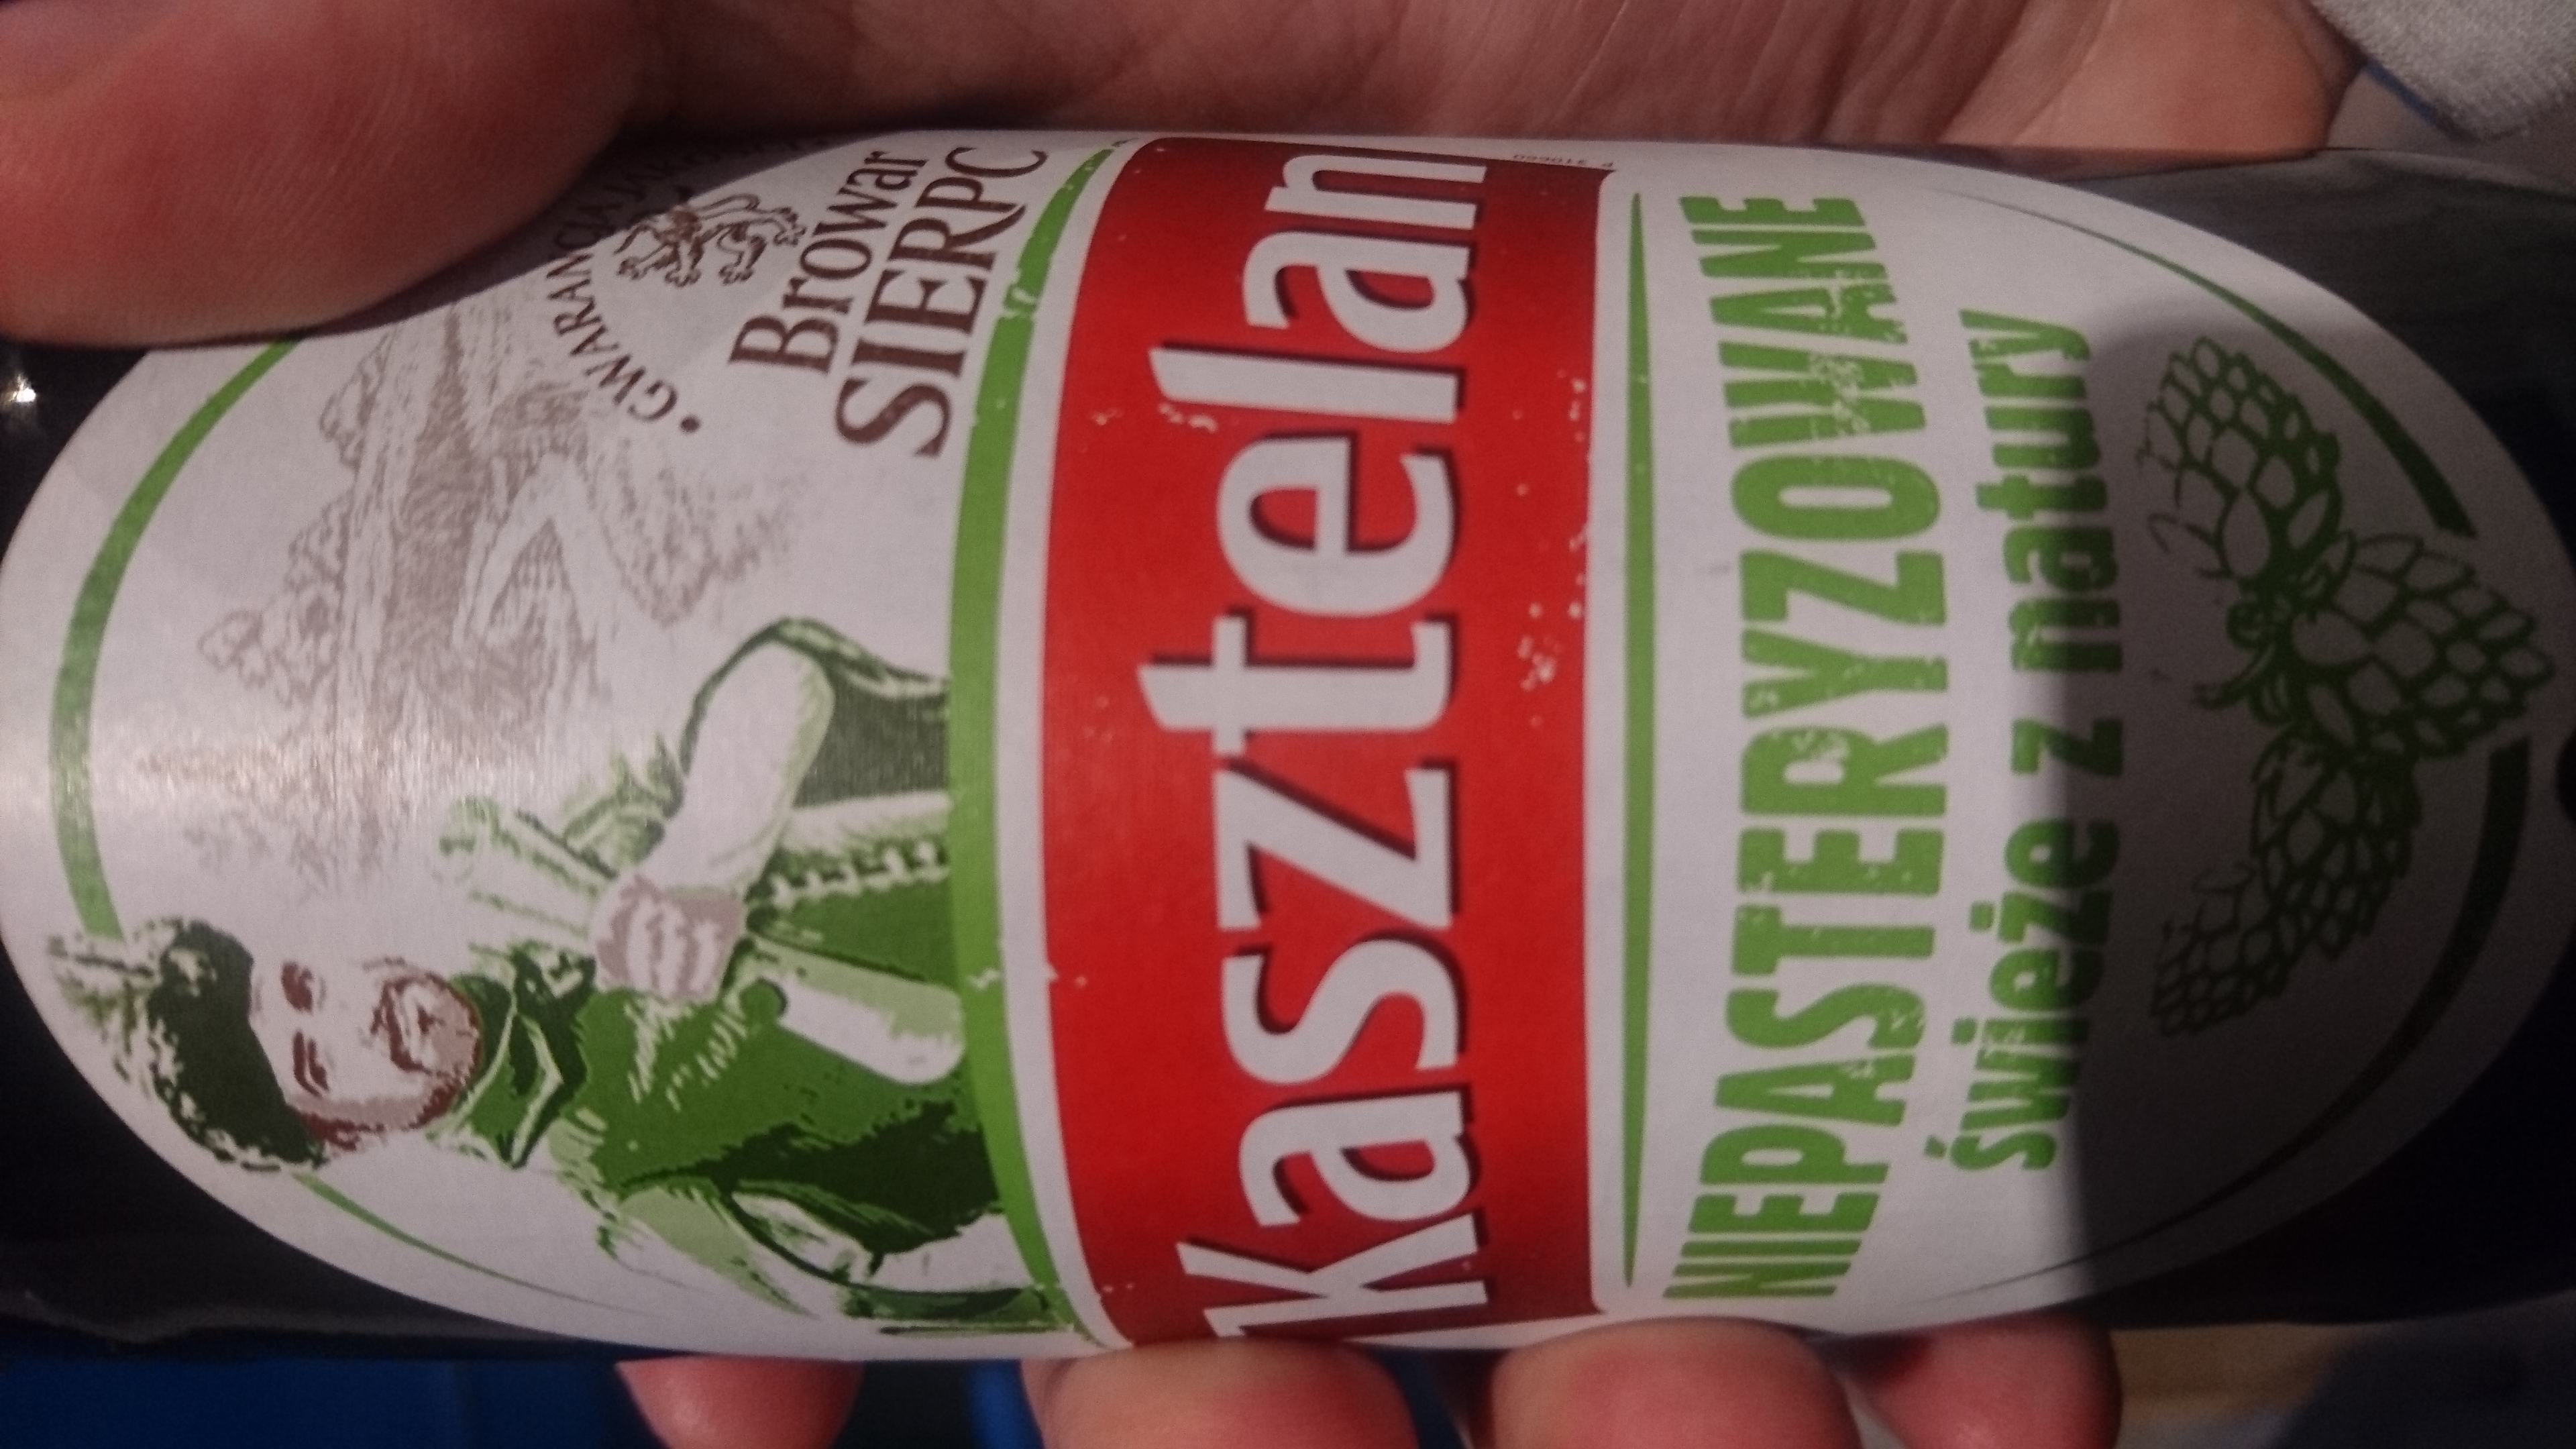 • GWARANCJA
Browar
SIERPC
Kasztelan
NIEPASTERYZOWANE
świeże z natury